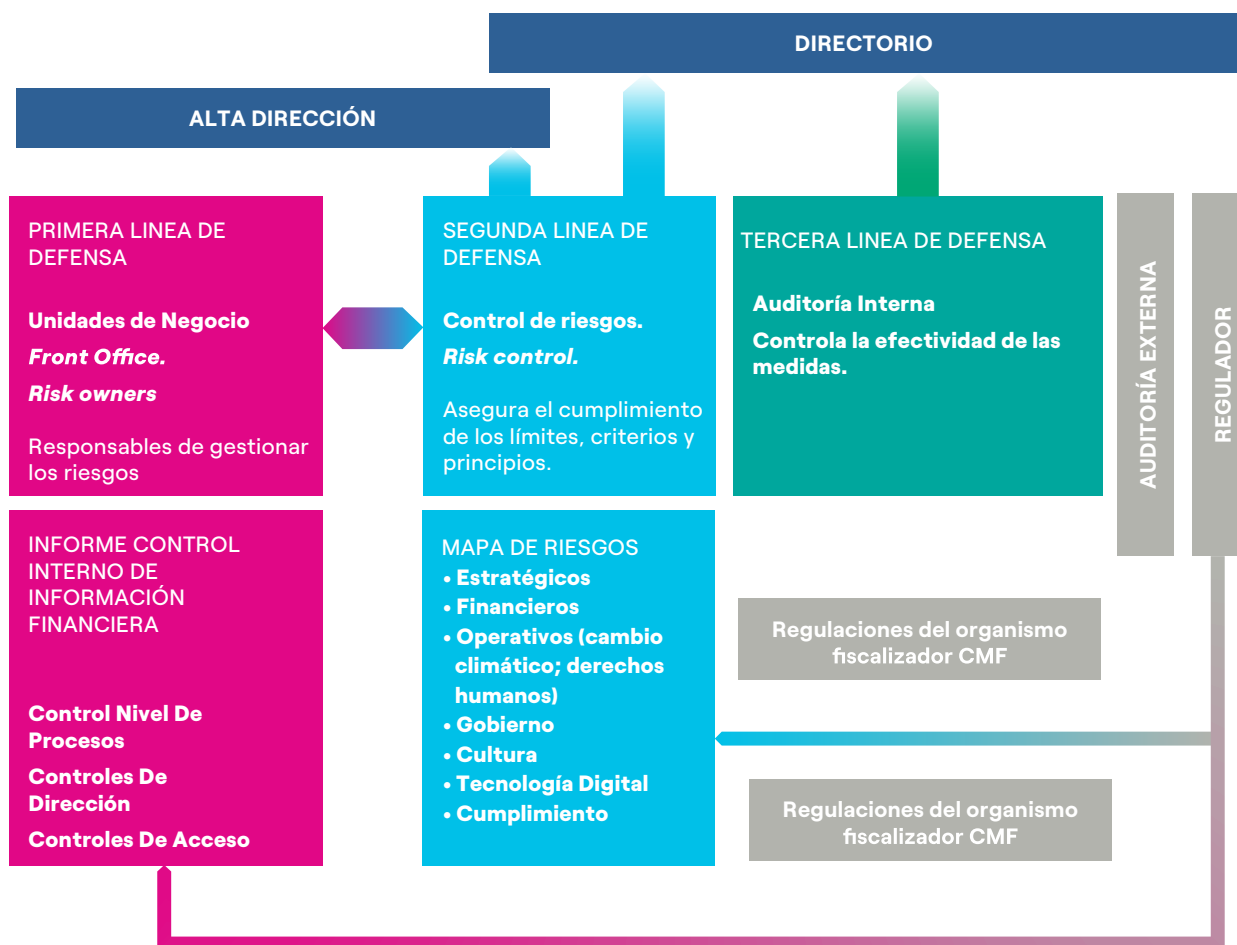 DIRECTORIO
ALTA DIRECCIÓN
PRIMERA LINEA DE
DEFENSA
Unidades de Negocio
Front Office.
Risk owners
Responsables de gestionar
los riesgos
SEGUNDA LINEA DE
DEFENSA
Control de riesgos.
Risk control.
Asegura el cumplimiento
de los límites, criterios y
principios.
TERCERA LINEA DE DEFENSA
Auditoría Interna
Controla la efectividad de las
medidas.
AUDITORÍA EXTERNA
REGULADOR
INFORME CONTROL
INTERNO DE
INFORMACIÓN
FINANCIERA
Control Nivel De
Procesos
Controles De
Dirección
Controles De Acceso
MAPA DE RIESGOS
• Estratégicos
• Financieros
• Operativos (cambio
climático; derechos
humanos)
• Gobierno
• Cultura
• Tecnología Digital
• Cumplimiento
Regulaciones del organismo
fiscalizador CMF
Regulaciones del organismo
fiscalizador CMF